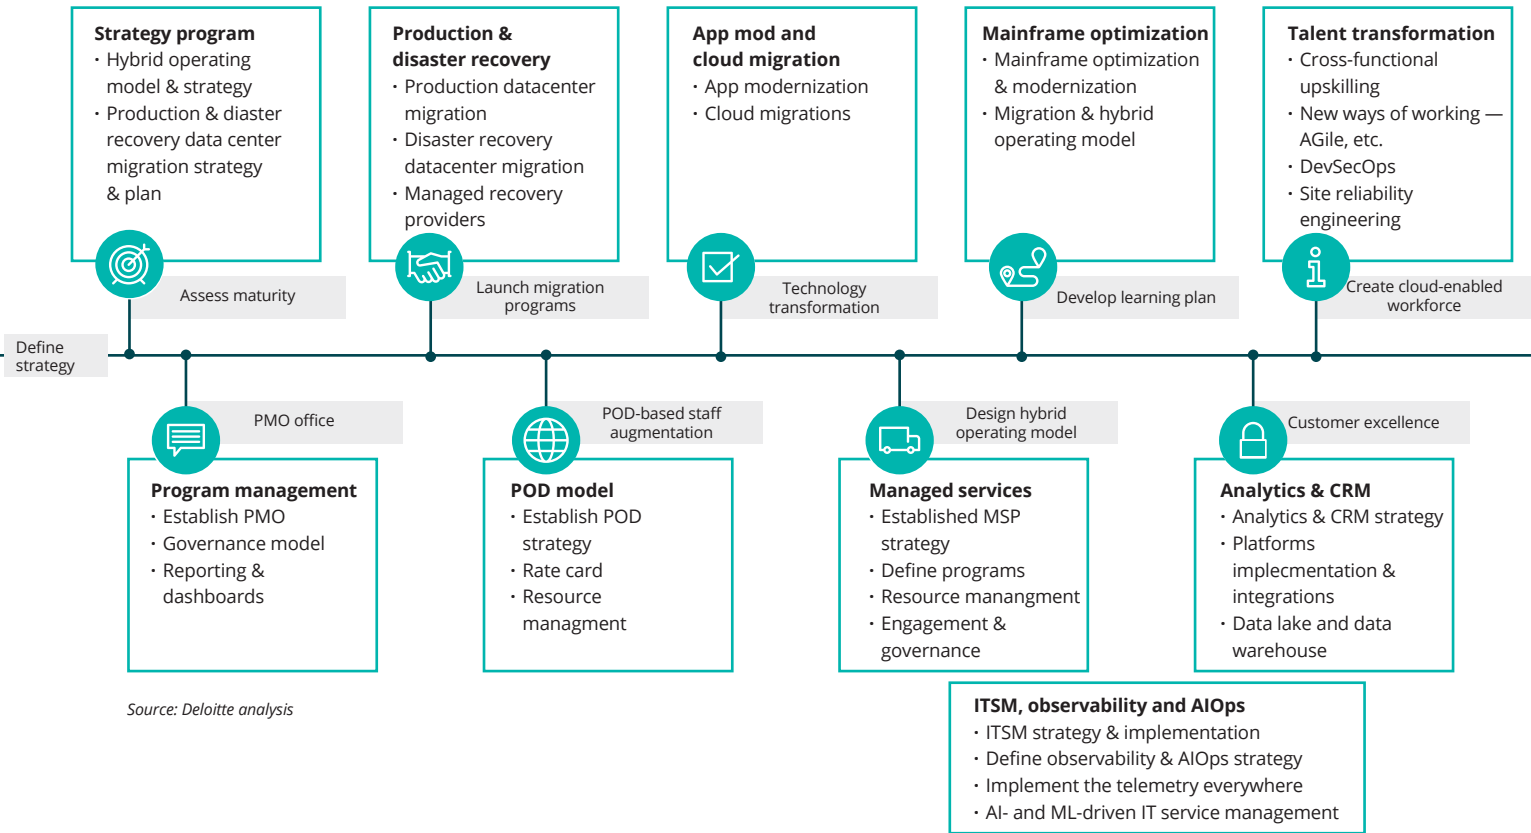 Strategy program
· Hybrid operating
model & strategy
· Production & diaster
recovery data center
migration strategy
& plan
Production &
disaster recovery
· Production datacenter
migration
· Disaster recovery
datacenter migration
· Managed recovery
providers
App mod and
cloud migration
· App modernization
· Cloud migrations
Mainframe optimization
· Mainframe optimization
& modernization
· Migration & hybrid
operating model
Talent transformation
· Cross-functional
upskilling
· New ways of working —
AGile, etc.
· DevSecOps
· Site reliability
engineering
Assess maturity
Launch migration
programs
Technology
transformation
Develop learning plan
Create cloud-enabled
workforce
Define
strategy
PMO office
POD-based staff
augmentation
Design hybrid
operating model
Customer excellence
Program management
· Establish PMO
· Governance model
· Reporting &
dashboards
POD model
· Establish POD
strategy
· Rate card
· Resource
managment
Managed services
· Established MSP
strategy
· Define programs
· Resource manangment
· Engagement &
governance
Analytics & CRM
· Analytics & CRM strategy
· Platforms
implecmentation &
integrations
· Data lake and data
warehouse
Source: Deloitte analysis
ITSM, observability and AIOps
· ITSM strategy & implementation
· Define observability & AIOps strategy
· Implement the telemetry everywhere
· AI- and ML-driven IT service management